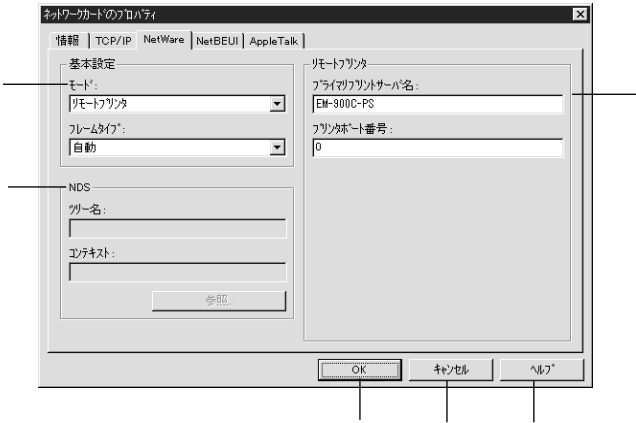 ネットワークカードのプロパティ
情報 TCP/IP NetWare NetBEUI AppleTalk
基本設定
モード:
リモートプリンタ
フレームタイプ:
自動
NDS
ツリー名:
コンテキスト:
参照...
リモートプリンタ
プライマリプリントサーバ名:
EM-900C-PS
プリンタポート番号:
0
OK キャンセル ヘルプ